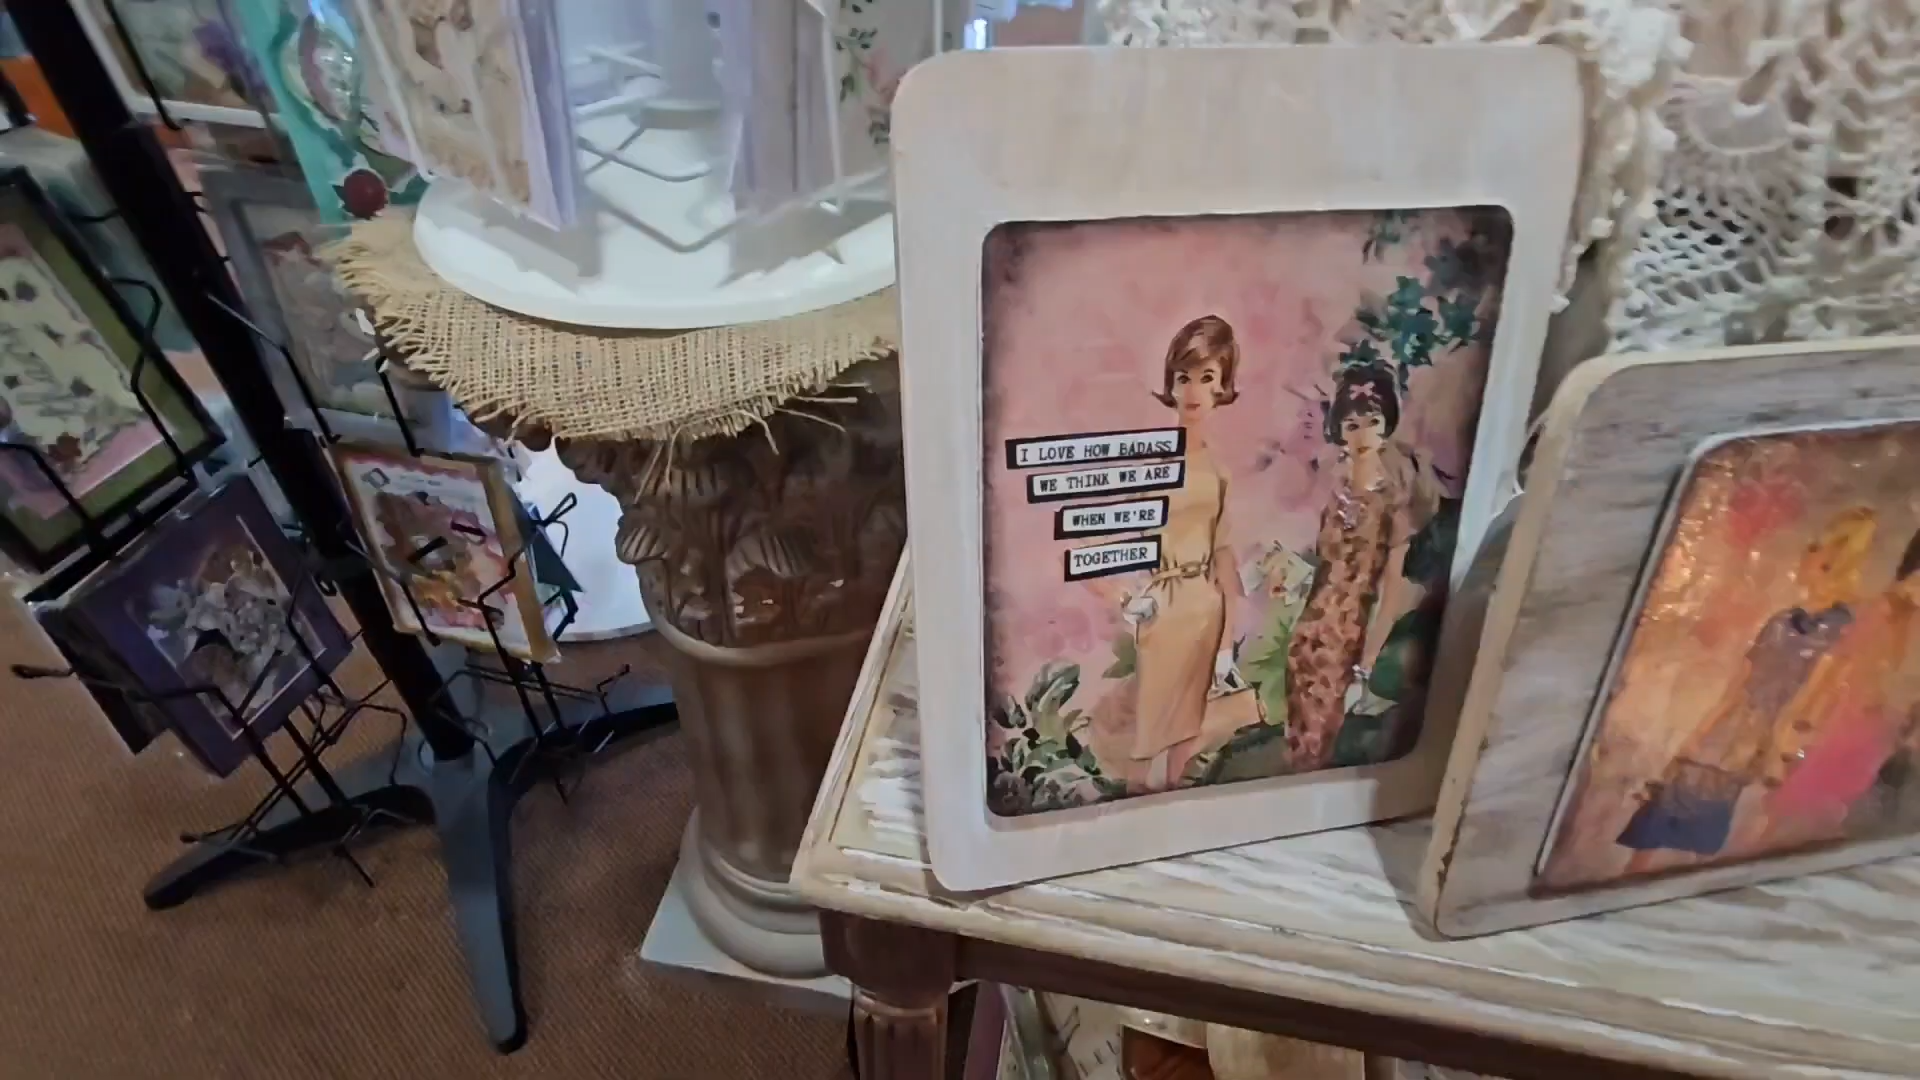 I LOVE HOW BADASS
WE THINK WE ARE
WHEN WE'RE
TOGETHER